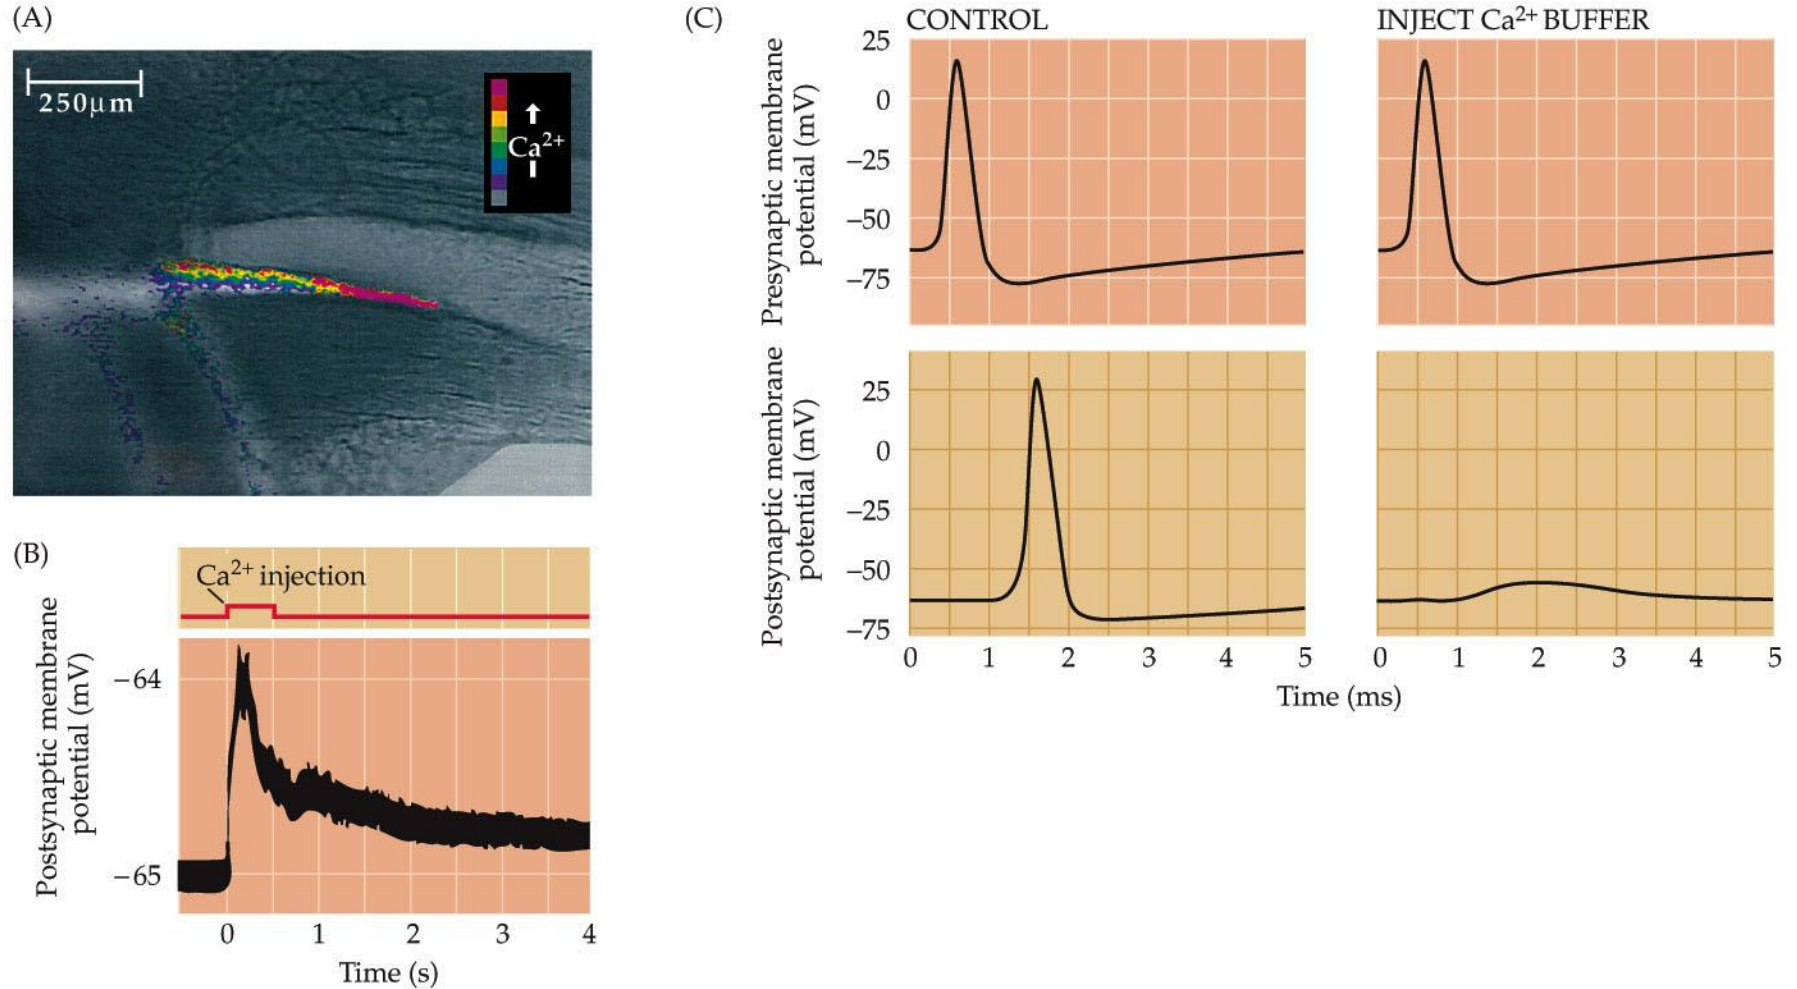 (A)
250μm
Ca²⁺
(B)
Ca²⁺ injection
Postsynaptic membrane
potential (mV)
−64
−65
0 1 2 3 4
Time (s)
(C)
CONTROL
INJECT Ca²⁺ BUFFER
Presynaptic membrane
potential (mV)
25
0
−25
−50
−75
Postsynaptic membrane
potential (mV)
25
0
−25
−50
−75
0 1 2 3 4 5
0 1 2 3 4 5
Time (ms)